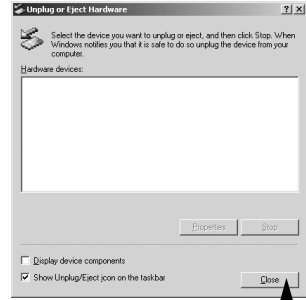 Unplug or Eject Hardware
Select the device you want to unplug or eject, and then click Stop. When
Windows notifies you that it is safe to do so unplug the device from your
computer.
Hardware devices:
Properties
Stop
Display device components
Show Unplug/Eject icon on the taskbar
Close